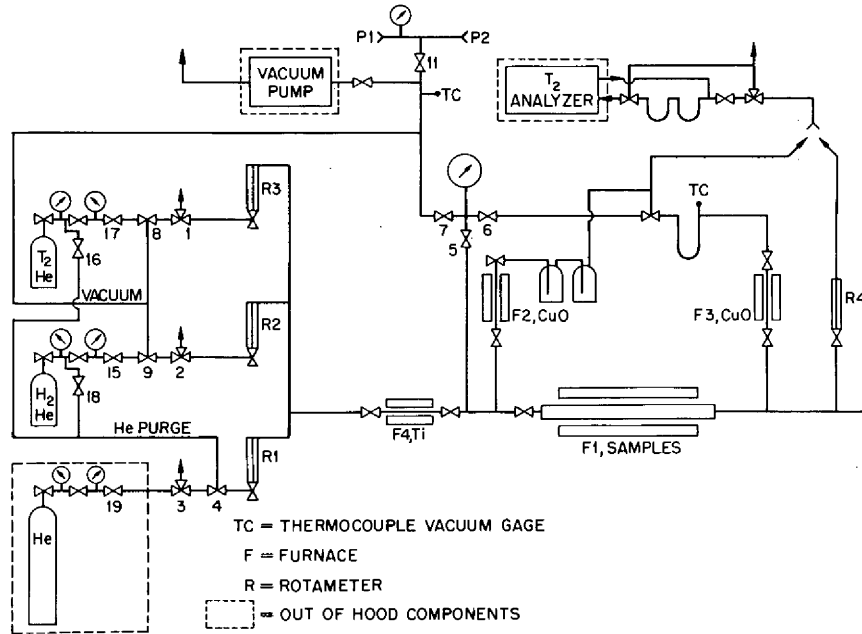 P1
P2
11
VACUUM
PUMP
TC
T2
ANALYZER
R3
TC
17
8
1
7
6
5
16
T2
He
VACUUM
F2, CuO
F3, CuO
R4
R2
15
9
2
H2
He
18
He PURGE
F4, Ti
F1, SAMPLES
R1
He
19
3
4
TC = THERMOCOUPLE VACUUM GAGE
F = FURNACE
R = ROTAMETER
= OUT OF HOOD COMPONENTS